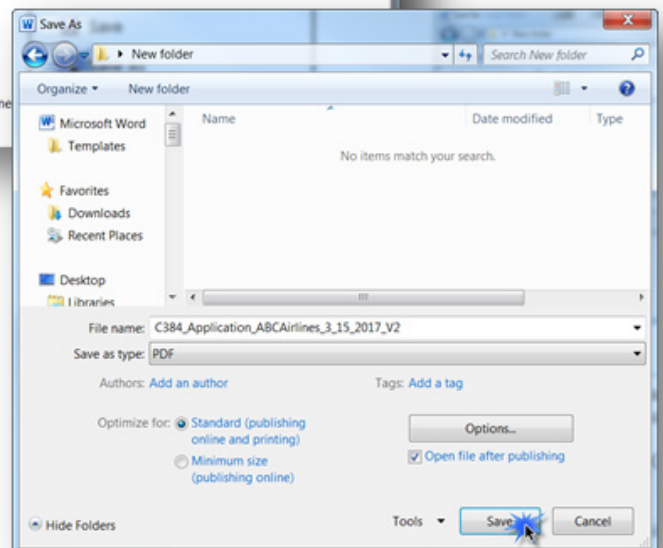 W Save As
New folder
Search New folder
Organize
New folder
Name
Date modified
Type
Microsoft Word
Templates
No items match your search.
Favorites
Downloads
Recent Places
Desktop
Libraries
File name: C384_Application_ABCAirlines_3_15_2017_V2
Save as type: PDF
Authors: Add an author
Tags: Add a tag
Optimize for: Standard (publishing
online and printing)
Minimum size
(publishing online)
Options...
Open file after publishing
Hide Folders
Tools
Save
Cancel